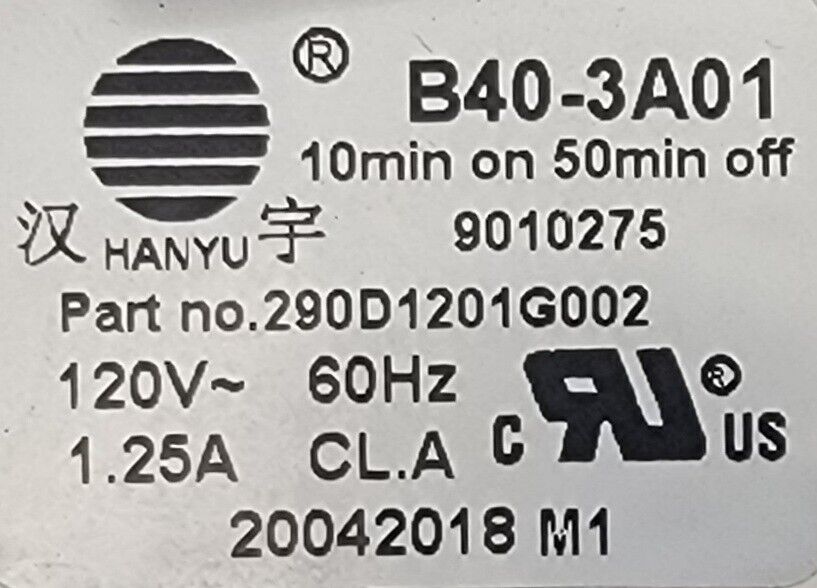 ® B40-3A01
10min on 50min off
汉 HANYU 宇 9010275
Part no.290D1201G002
120V~ 60Hz
1.25A CL.A C RU ® US
20042018 M1